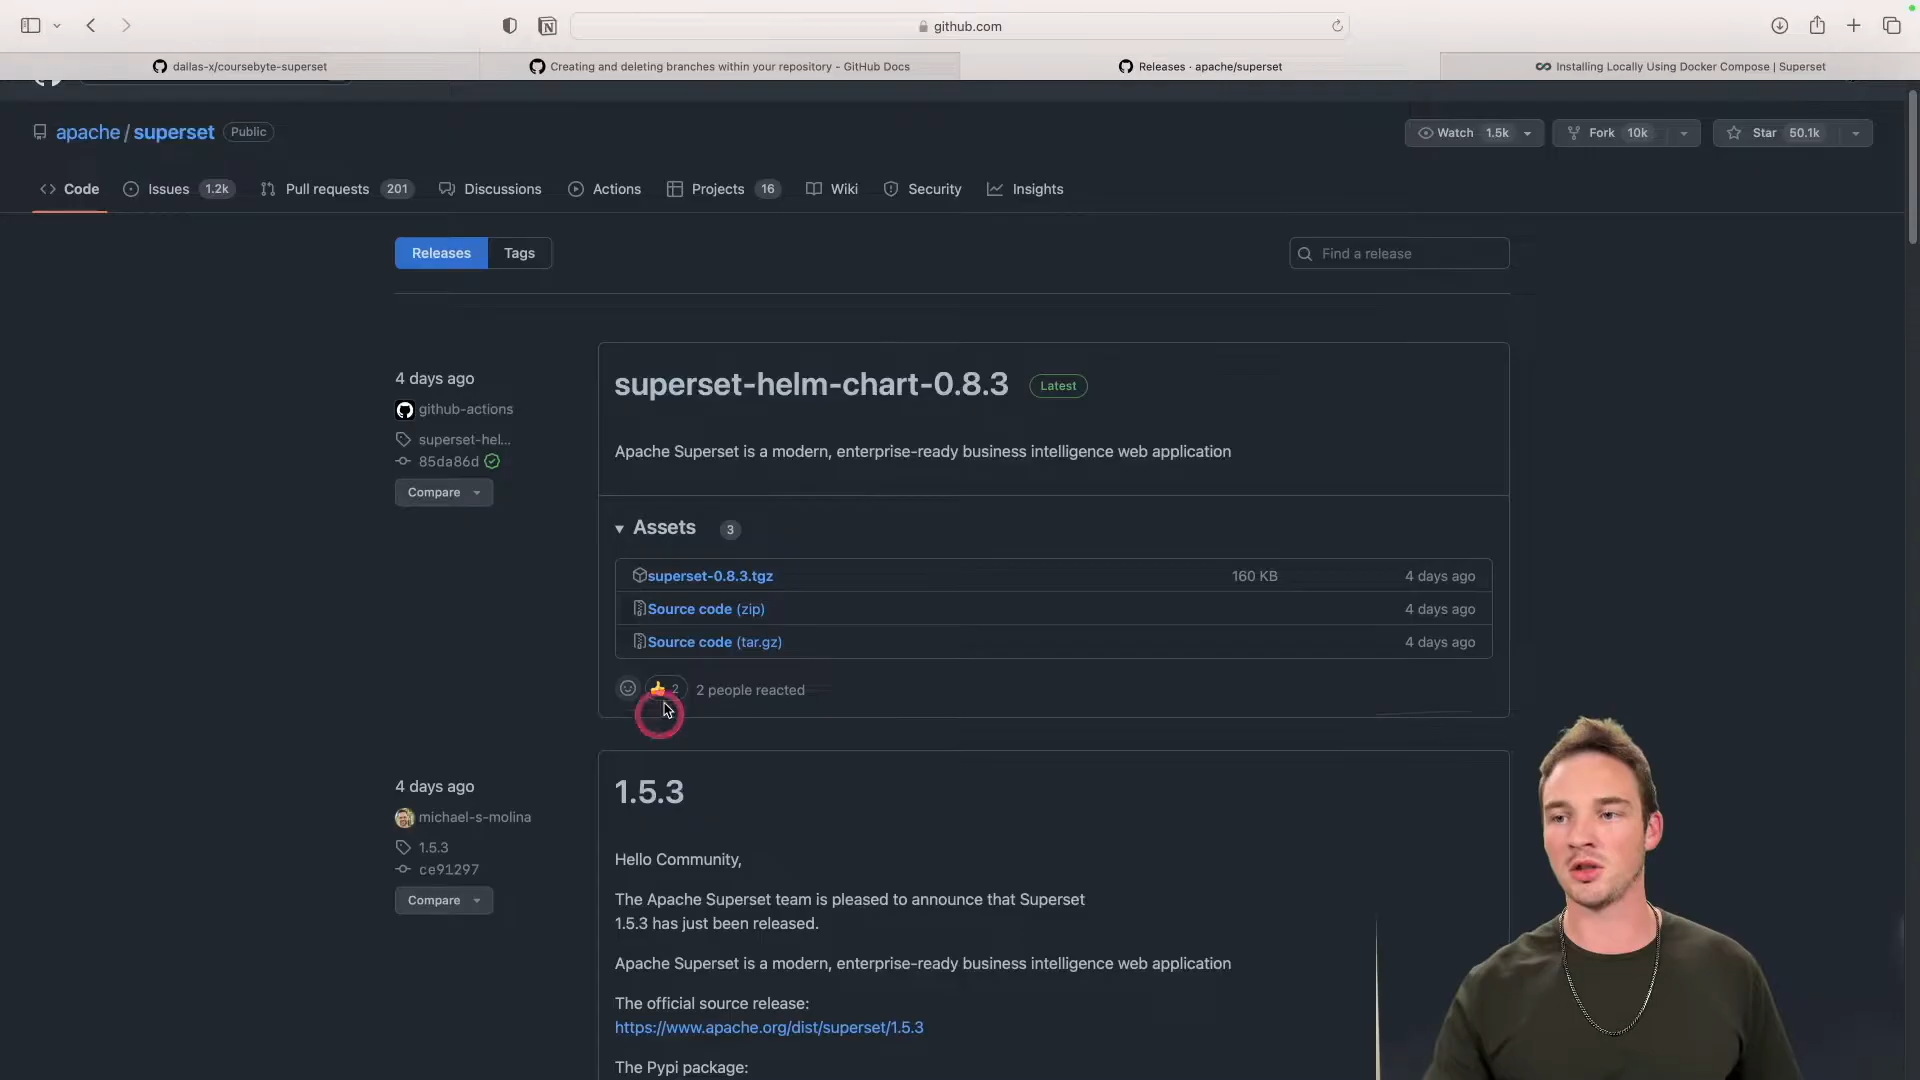 github.com
dallas-x/coursebyte-superset
Creating and deleting branches within your repository - GitHub Docs
Releases · apache/superset
Installing Locally Using Docker Compose | Superset
apache / superset Public
Watch 1.5k
Fork 10k
Star 50.1k
Code
Issues 1.2k
Pull requests 201
Discussions
Actions
Projects 16
Wiki
Security
Insights
Releases
Tags
Find a release
4 days ago
github-actions
superset-hel...
85da86d
Compare
superset-helm-chart-0.8.3 Latest
Apache Superset is a modern, enterprise-ready business intelligence web application
Assets 3
superset-0.8.3.tgz 160 KB 4 days ago
Source code (zip) 4 days ago
Source code (tar.gz) 4 days ago
2 2 people reacted
4 days ago
michael-s-molina
1.5.3
ce91297
Compare
1.5.3
Hello Community,
The Apache Superset team is pleased to announce that Superset
1.5.3 has just been released.
Apache Superset is a modern, enterprise-ready business intelligence web application
The official source release:
https://www.apache.org/dist/superset/1.5.3
The Pypi package: